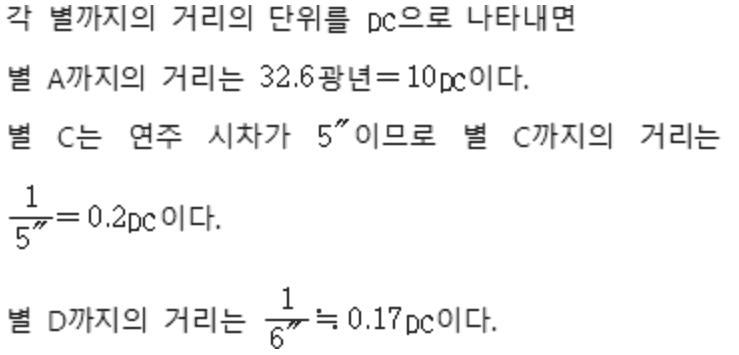 각 별까지의 거리의 단위를 pc으로 나타내면
별 A까지의 거리는 32.6광년=10pc이다.
별 C는 연주 시차가 5″이므로 별 C까지의 거리는
1/5″=0.2pc이다.
별 D까지의 거리는 1/6″≒0.17pc이다.